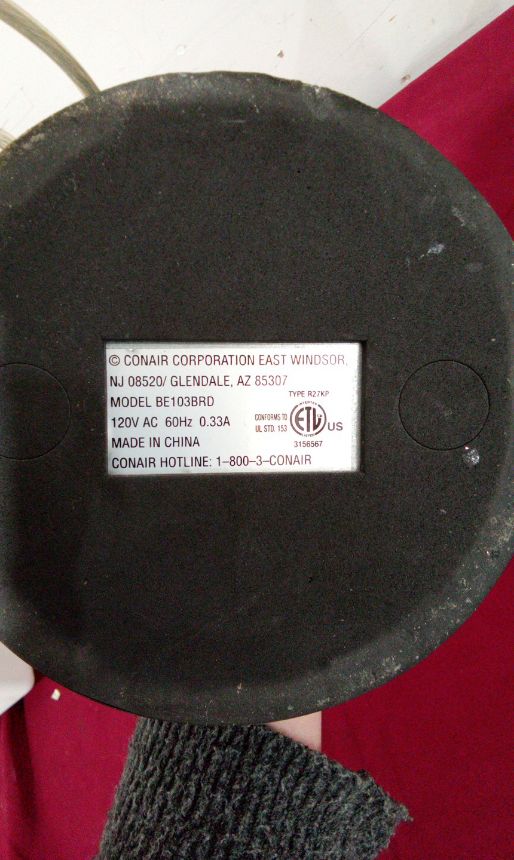 © CONAIR CORPORATION EAST WINDSOR,
NJ 08520/ GLENDALE, AZ 85307
MODEL BE103BRD
TYPE R27KP
120V AC 60Hz 0.33A
CONFORMS TO
UL STD. 153
ETL
US
MADE IN CHINA
3156567
CONAIR HOTLINE: 1–800–3–CONAIR